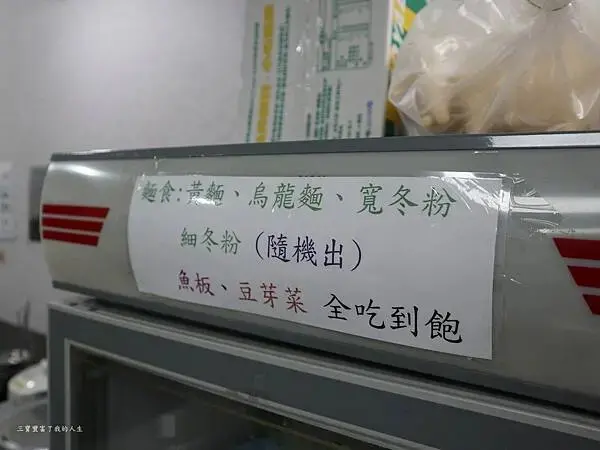 麵食:黃麵、烏龍麵、寬冬粉
細冬粉(隨機出)
魚板、豆芽菜 全吃到飽
三寶豐富了我的人生